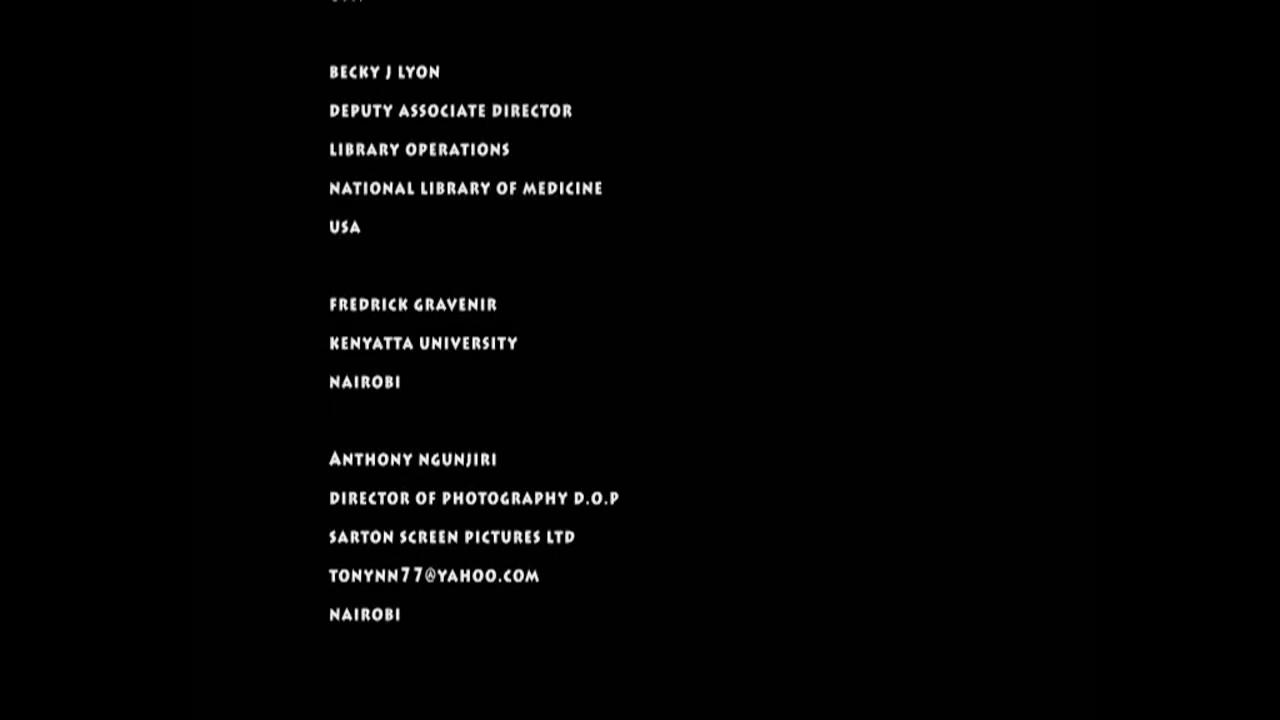 BECKY J LYON
DEPUTY ASSOCIATE DIRECTOR
LIBRARY OPERATIONS
NATIONAL LIBRARY OF MEDICINE
USA
FREDRICK GRAVENIR
KENYATTA UNIVERSITY
NAIROBI
ANTHONY NGUNJIRI
DIRECTOR OF PHOTOGRAPHY D.O.P
SARTON SCREEN PICTURES LTD
TONYNN77@YAHOO.COM
NAIROBI